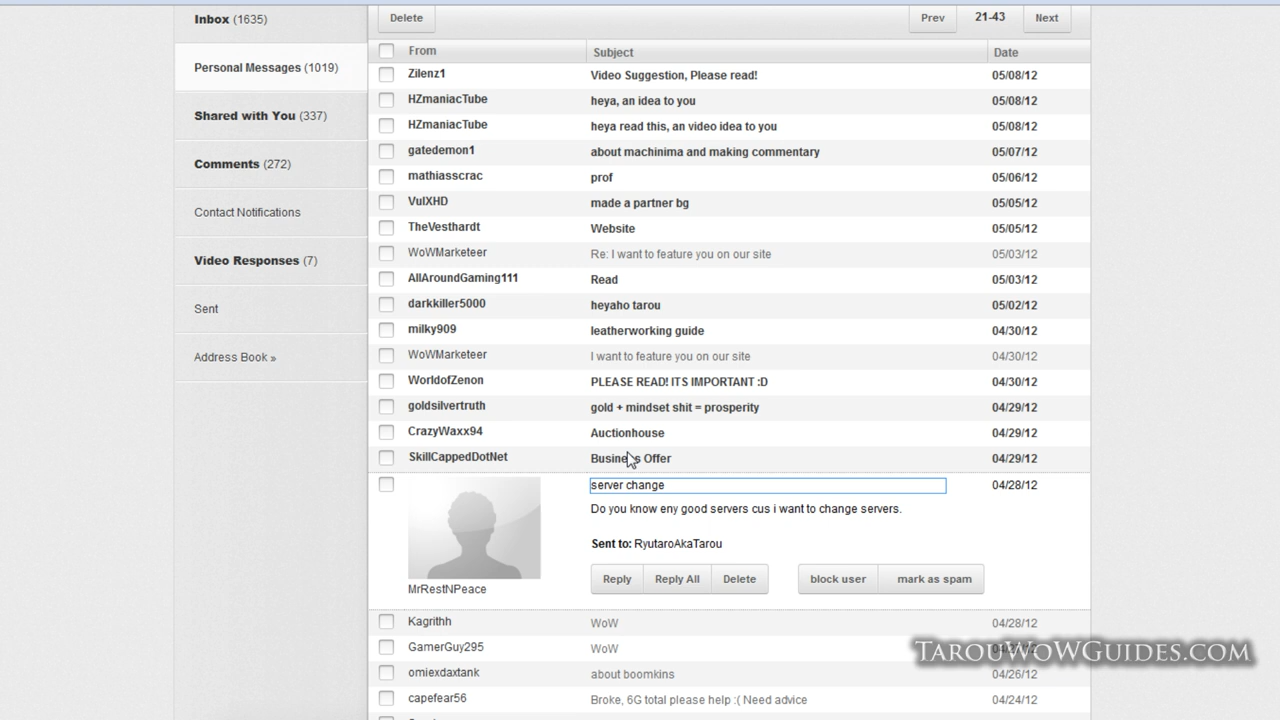 Inbox (1635)
Personal Messages (1019)
Shared with You (337)
Comments (272)
Contact Notifications
Video Responses (7)
Sent
Address Book »
Delete Prev 21-43 Next
From Subject Date
Zilenz1 Video Suggestion, Please read! 05/08/12
HZmaniacTube heya, an idea to you 05/08/12
HZmaniacTube heya read this, an video idea to you 05/08/12
gatedemon1 about machinima and making commentary 05/07/12
mathiasscrac prof 05/06/12
VulXHD made a partner bg 05/05/12
TheVesthardt Website 05/05/12
WoWMarketeer Re: I want to feature you on our site 05/03/12
AllAroundGaming111 Read 05/03/12
darkkiller5000 heyaho tarou 05/02/12
milky909 leatherworking guide 04/30/12
WoWMarketeer I want to feature you on our site 04/30/12
WorldofZenon PLEASE READ! ITS IMPORTANT :D 04/30/12
goldsilvertruth gold + mindset shit = prosperity 04/29/12
CrazyWaxx94 Auctionhouse 04/29/12
SkillCappedDotNet Business Offer 04/29/12
server change 04/28/12
Do you know eny good servers cus i want to change servers.
Sent to: RyutaroAkaTarou
Reply Reply All Delete block user mark as spam
MrRestNPeace
Kagrithh WoW 04/28/12
GamerGuy295 WoW
TarouWoWGuides.com
omiexdaxtank about boomkins 04/26/12
capefear56 Broke, 6G total please help :( Need advice 04/24/12